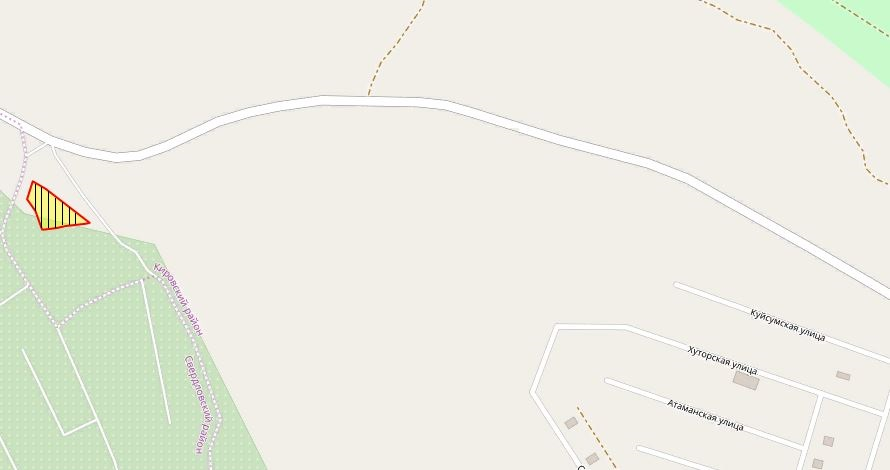 Кировский район
Свердловский район
Куйсумская улица
Хуторская улица
Атаманская улица